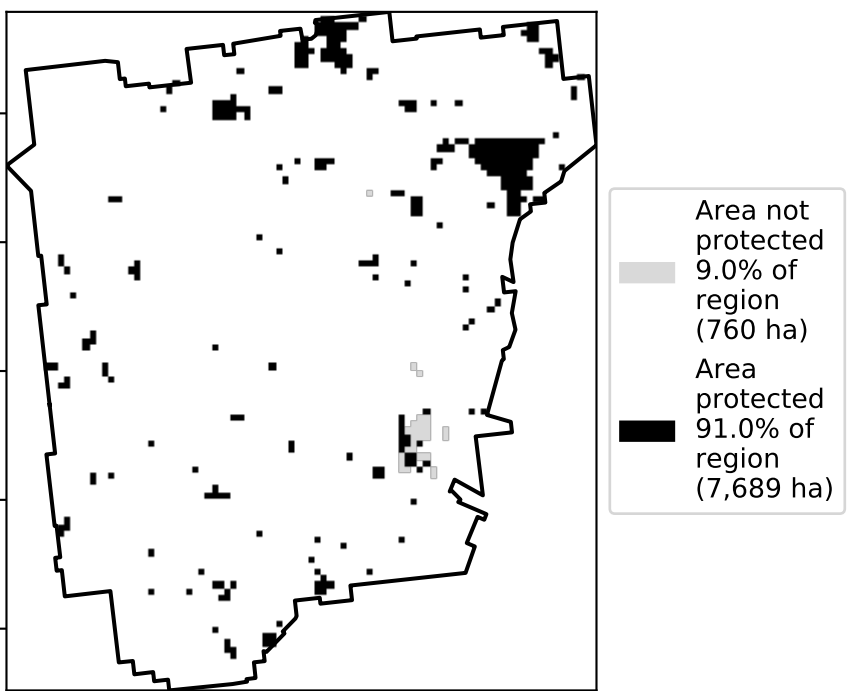 Area not
protected
9.0% of
region
(760 ha)
Area
protected
91.0% of
region
(7,689 ha)